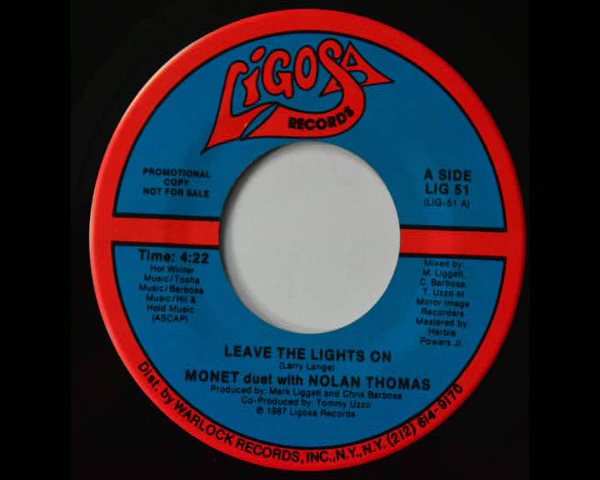 LIGOSA
RECORDS
PROMOTIONAL
COPY
NOT FOR SALE
A SIDE
LIG 51
(LIG-51 A)
Time: 4:22
Hot Winter
Music/Tosha
Music/Barbosa
Music/Hil &
Hold Music
(ASCAP)
Mixed by
M. Liggett,
C. Barbosa,
T. Uzzo at
Mirror Image
Recorders
Mastered by
Herbie
Powers Jr.
LEAVE THE LIGHTS ON
(Larry Lange)
MONET duet with NOLAN THOMAS
Produced by: Mark Liggett and Chris Barbosa
Co-Produced by: Tommy Uzzo
℗ 1987 Ligosa Records
Dist. by WARLOCK RECORDS, INC., N.Y., N.Y. (212) 614-9170